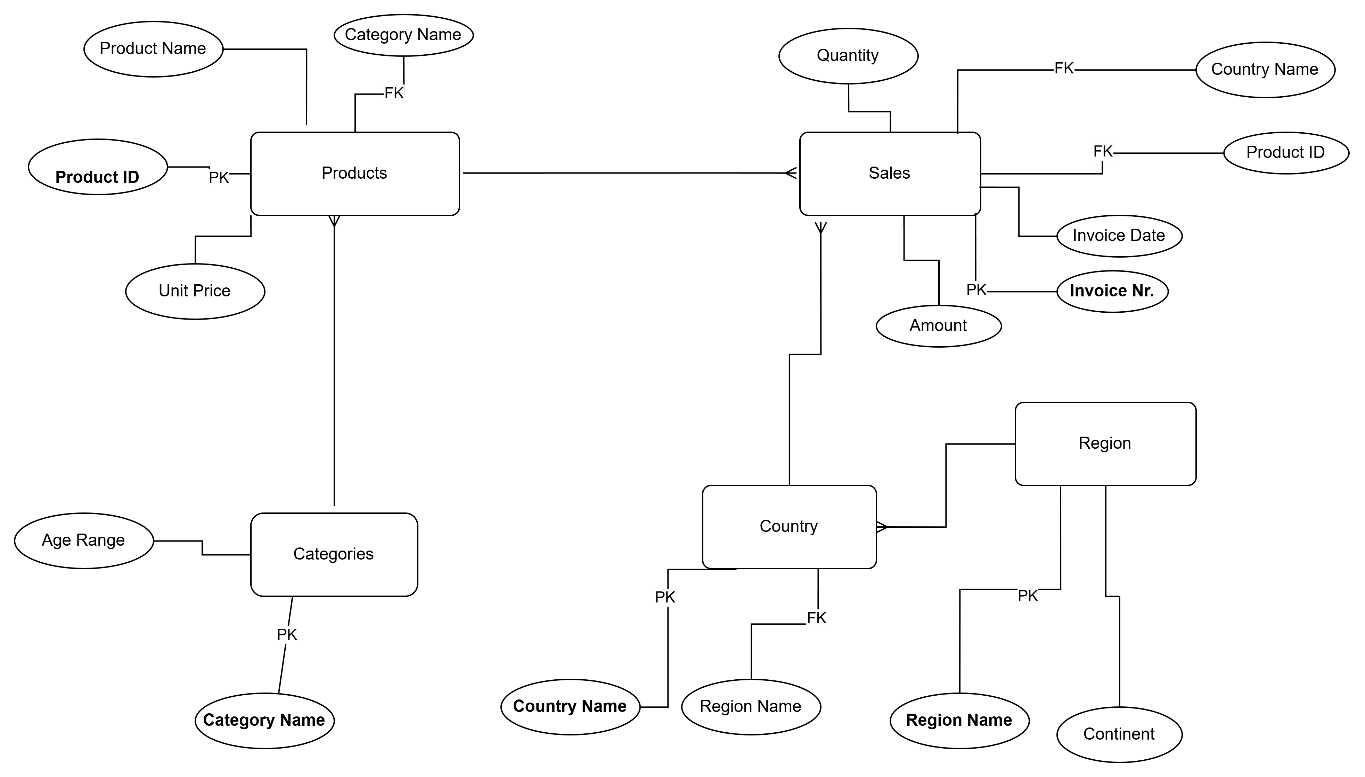 Product Name
Category Name
Quantity
Country Name
FK
FK
Product ID
PK
Products
Sales
FK
Product ID
Unit Price
Invoice Date
PK
Invoice Nr.
Amount
Region
Country
Age Range
Categories
PK
PK
FK
PK
Category Name
Country Name
Region Name
Region Name
Continent